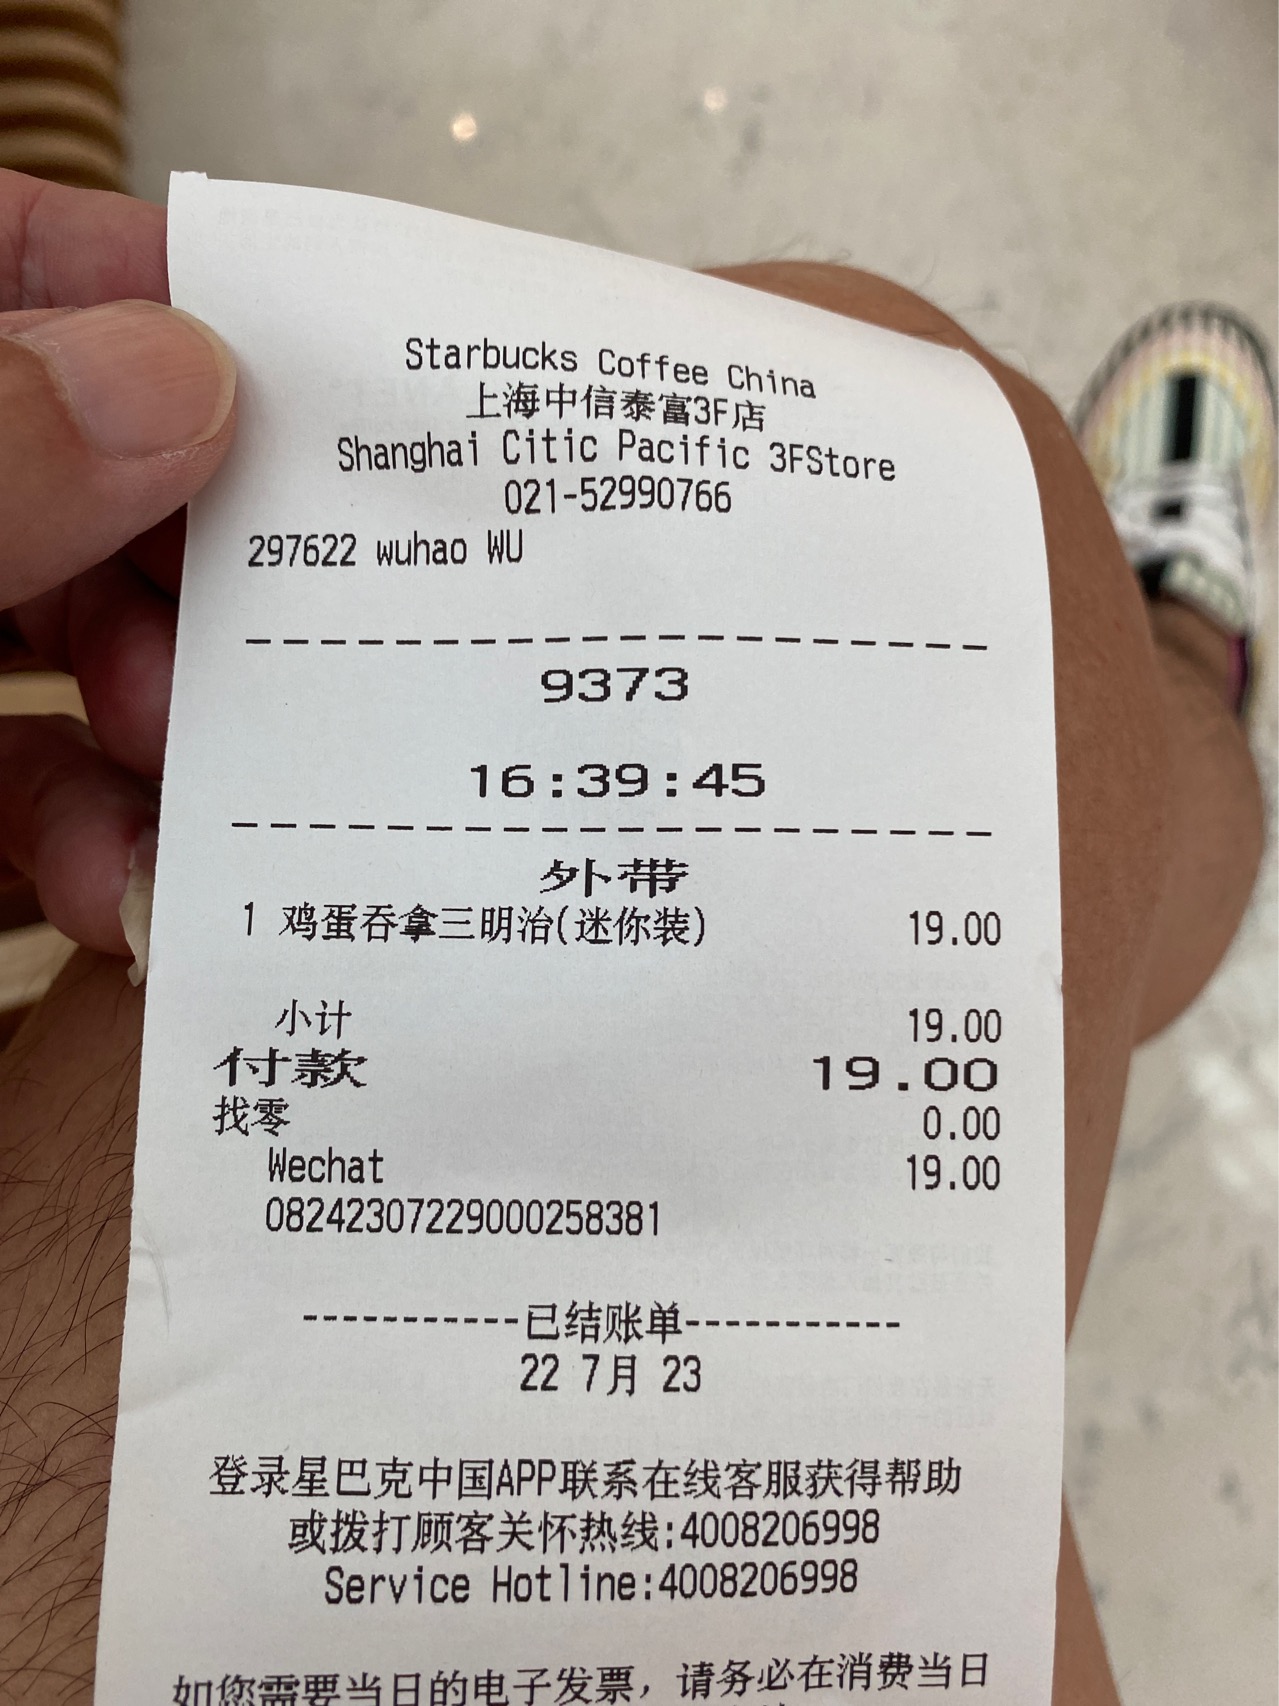 Starbucks Coffee China
上海中信泰富3F店
Shanghai Citic Pacific 3FStore
021-52990766
297622 wuhao WU
9373
16:39:45
外带
1 鸡蛋吞拿三明治(迷你装) 19.00
小计 19.00
付款 19.00
找零 0.00
Wechat 19.00
08242307229000258381
-----------已结账单-----------
22 7月 23
登录星巴克中国APP联系在线客服获得帮助
或拨打顾客关怀热线:4008206998
Service Hotline:4008206998
如您需要当日的电子发票，请务必在消费当日